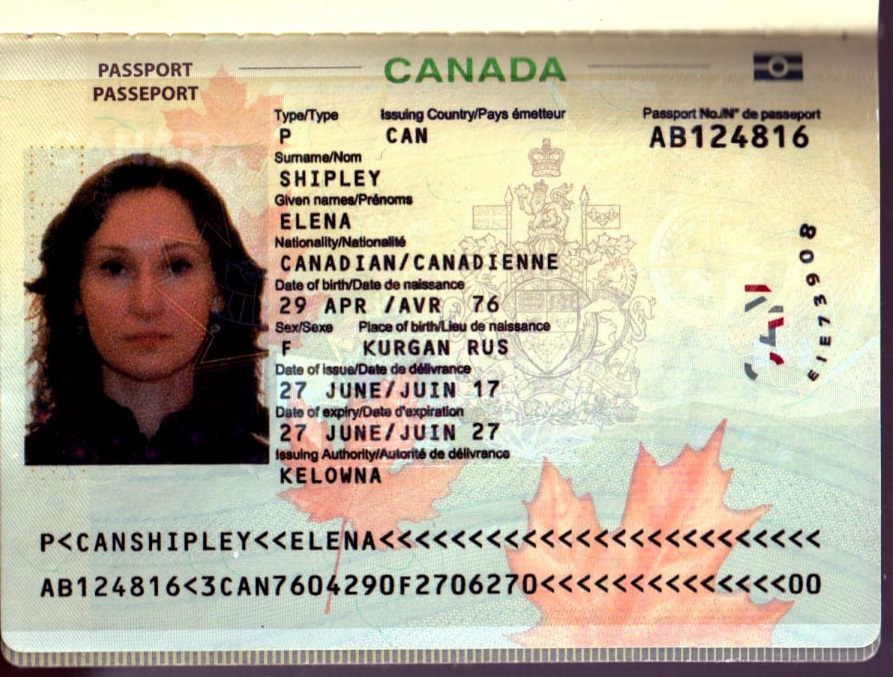 PASSPORT
PASSEPORT
CANADA
Type/Type Issuing Country/Pays émetteur Passport No./N° de passeport
P CAN AB124816
Surname/Nom
SHIPLEY
Given names/Prénoms
ELENA
Nationality/Nationalité
CANADIAN/CANADIENNE
Date of birth/Date de naissance
29 APR /AVR 76
Sex/Sexe Place of birth/Lieu de naissance
F KURGAN RUS
Date of issue/Date de délivrance
27 JUNE/JUIN 17
Date of expiry/Date d'expiration
27 JUNE/JUIN 27
Issuing Authority/Autorité de délivrance
KELOWNA
P<CANSHIPLEY<<ELENA<<<<<<<<<<<<<<<<<<<<<<<<<
AB124816<3CAN7604290F2706270<<<<<<<<<<<<<<00